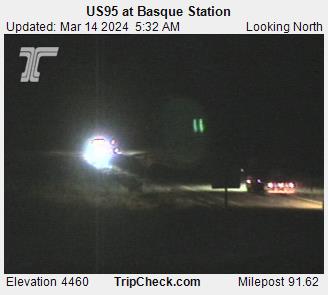 US95 at Basque Station
Updated: Mar 14 2024 5:32 AM Looking North
Elevation 4460 TripCheck.com Milepost 91.62